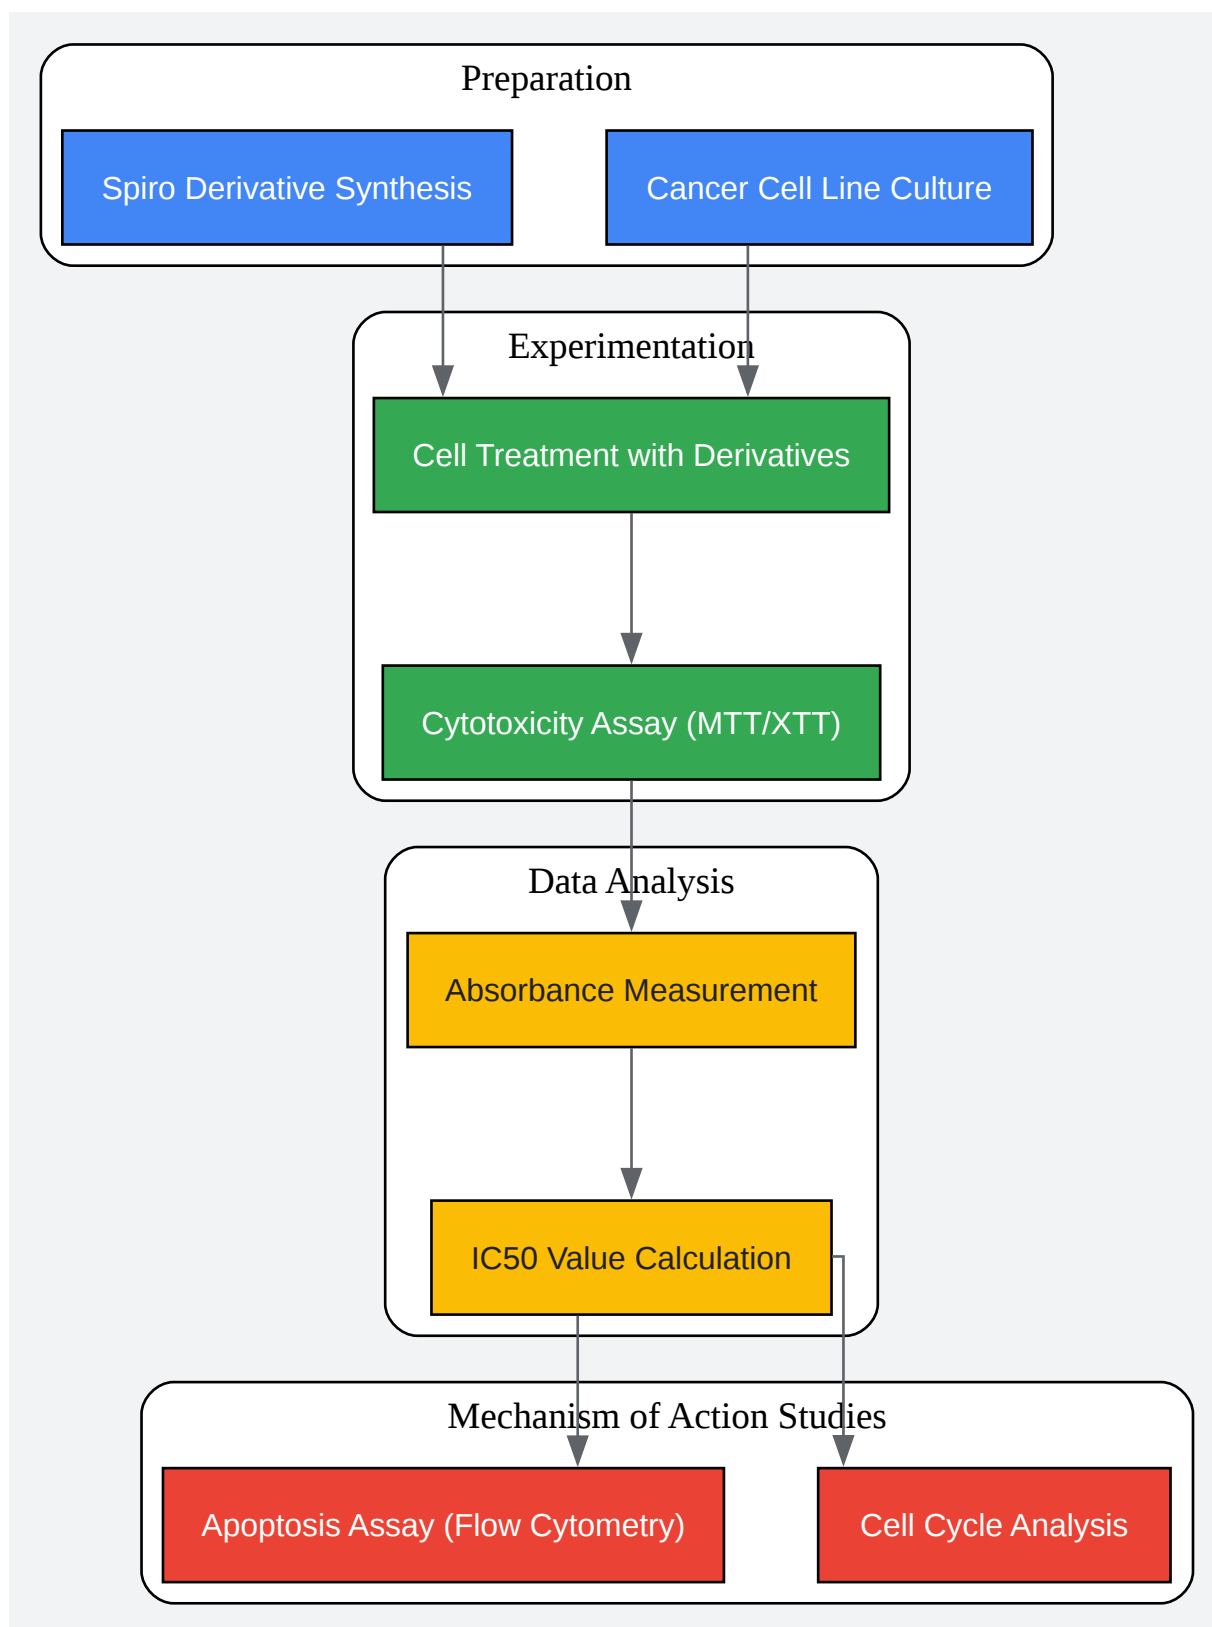 Preparation
Spiro Derivative Synthesis
Cancer Cell Line Culture
Experimentation
Cell Treatment with Derivatives
Cytotoxicity Assay (MTT/XTT)
Data Analysis
Absorbance Measurement
IC50 Value Calculation
Mechanism of Action Studies
Apoptosis Assay (Flow Cytometry)
Cell Cycle Analysis